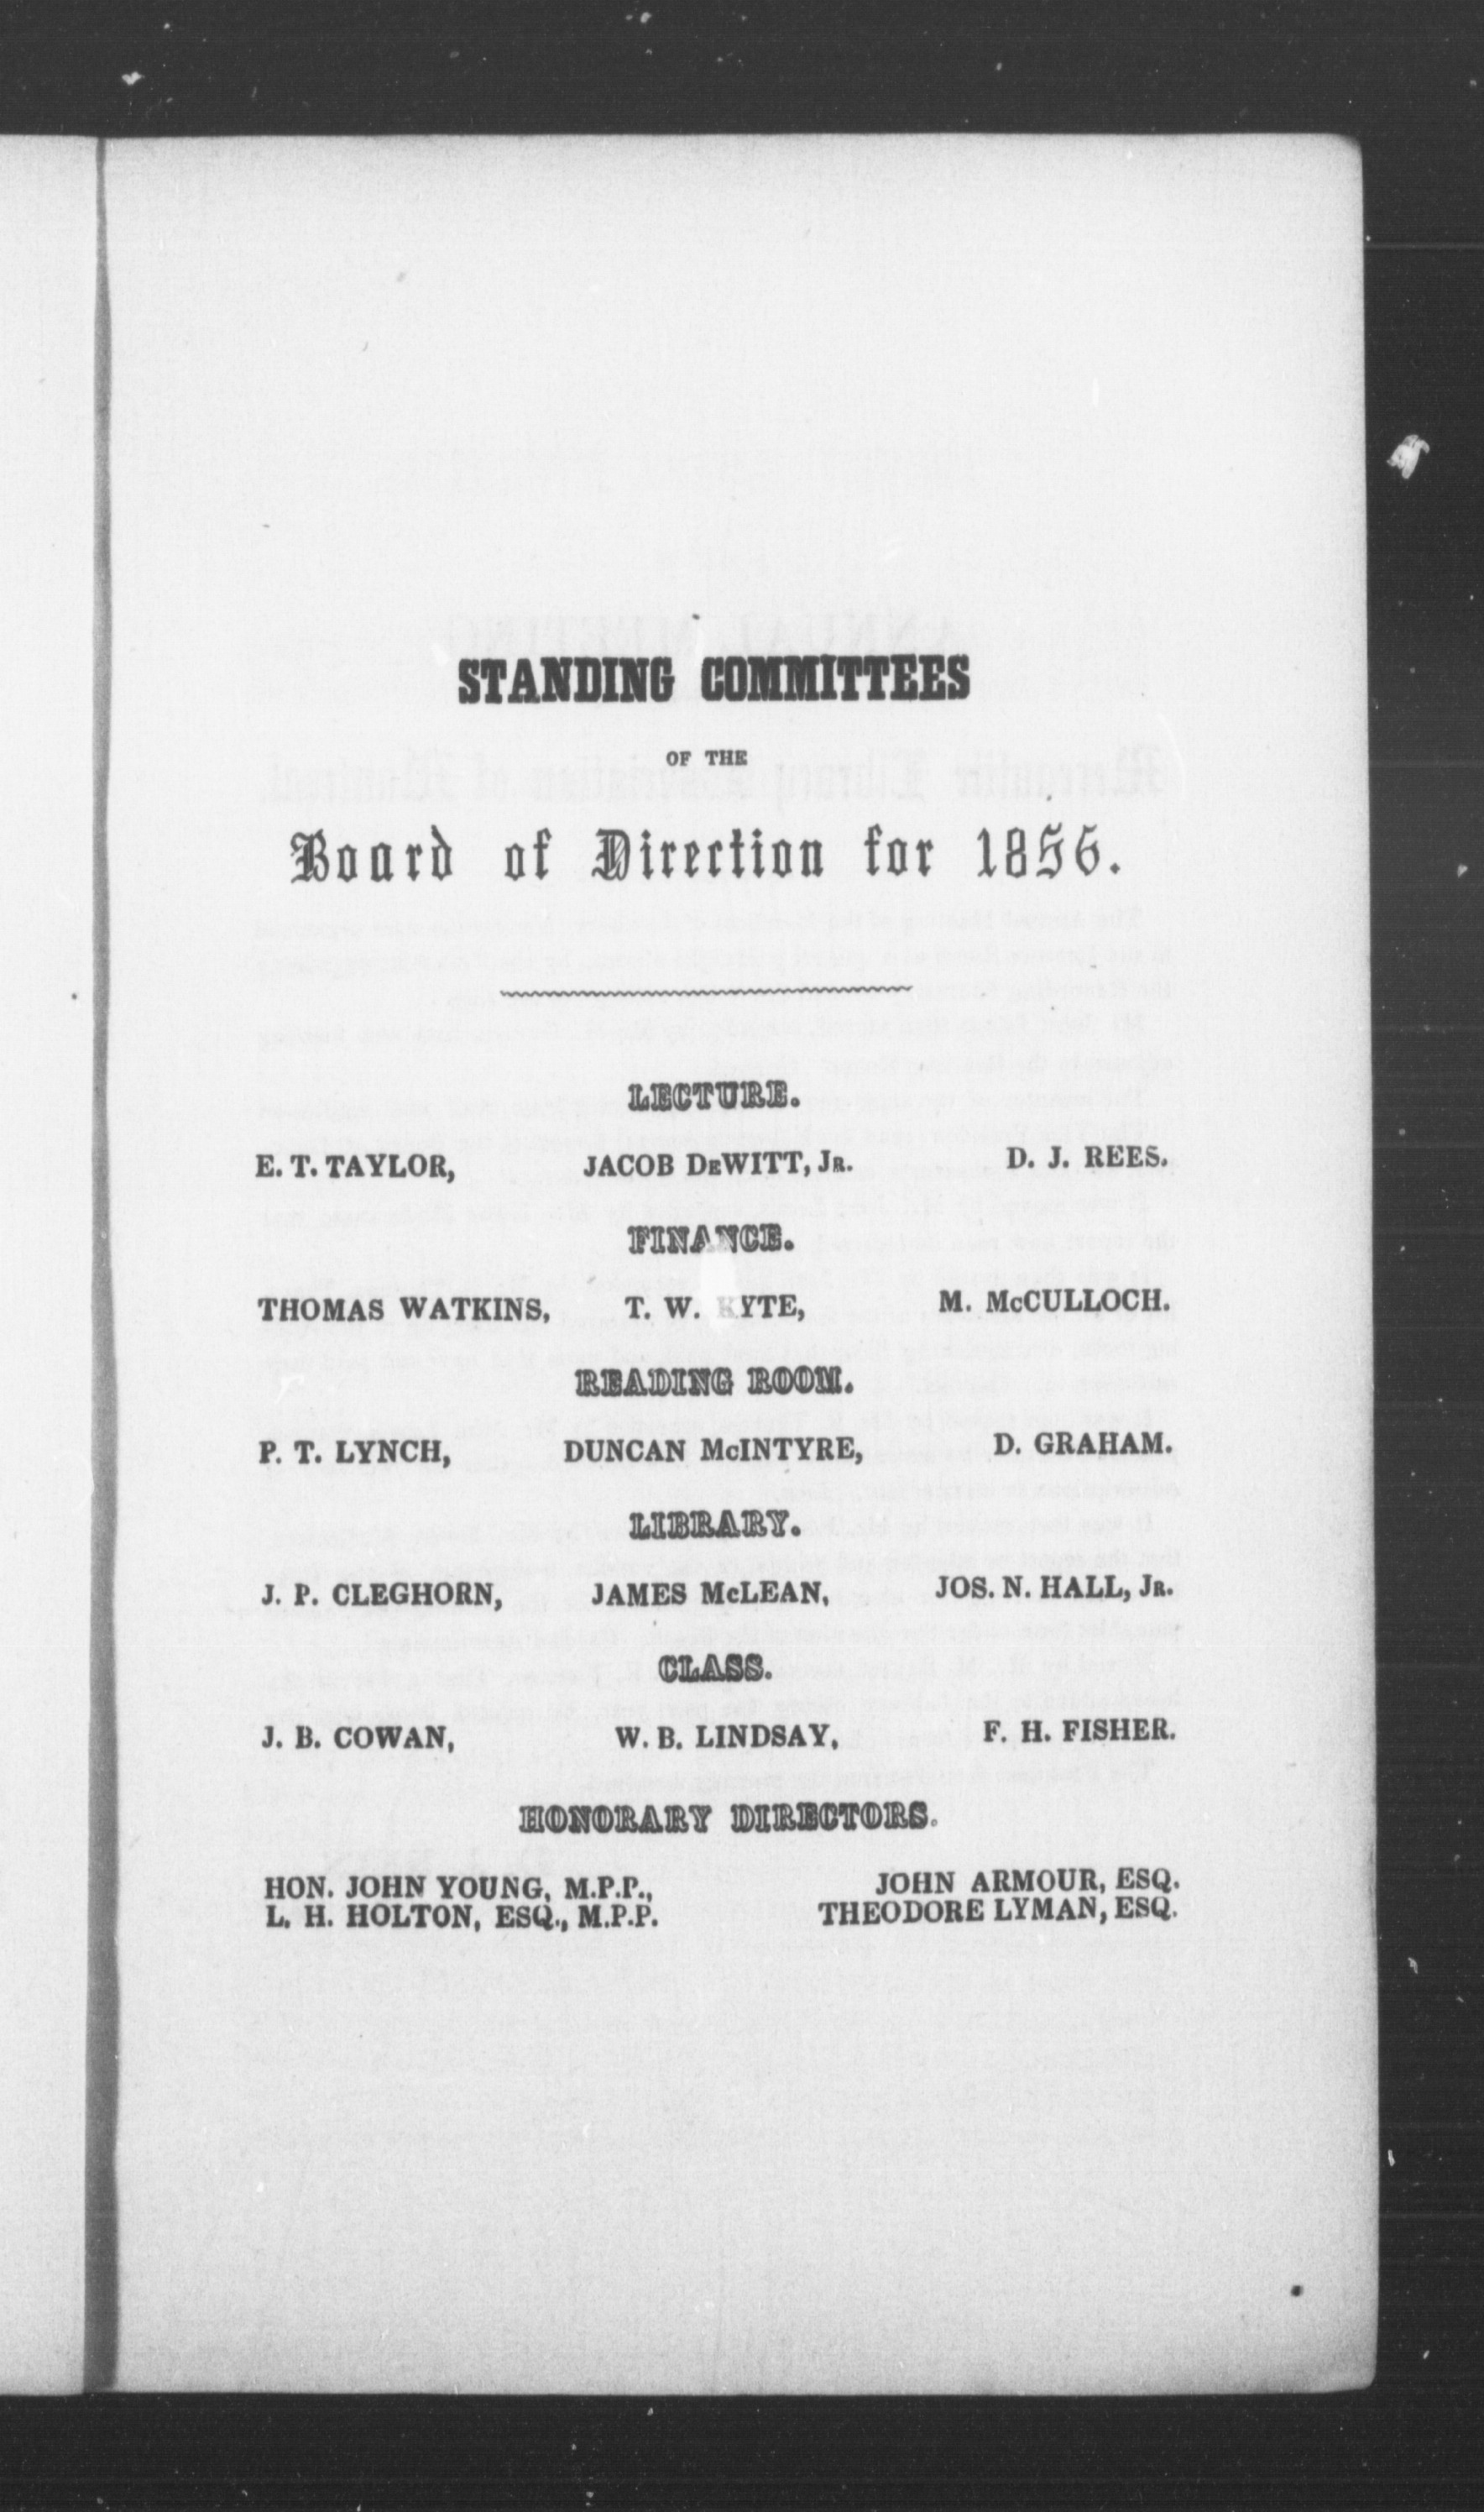 STANDING COMMITTEES
OF THE
Board of Direction for 1856.
LECTURE.
E. T. TAYLOR, JACOB DEWITT, JR. D. J. REES.
FINANCE.
THOMAS WATKINS, T. W. KYTE, M. McCULLOCH.
READING ROOM.
P. T. LYNCH, DUNCAN McINTYRE, D. GRAHAM.
LIBRARY.
J. P. CLEGHORN, JAMES McLEAN, JOS. N. HALL, JR.
CLASS.
J. B. COWAN, W. B. LINDSAY, F. H. FISHER.
HONORARY DIRECTORS.
HON. JOHN YOUNG, M.P.P., JOHN ARMOUR, ESQ.
L. H. HOLTON, ESQ., M.P.P. THEODORE LYMAN, ESQ.